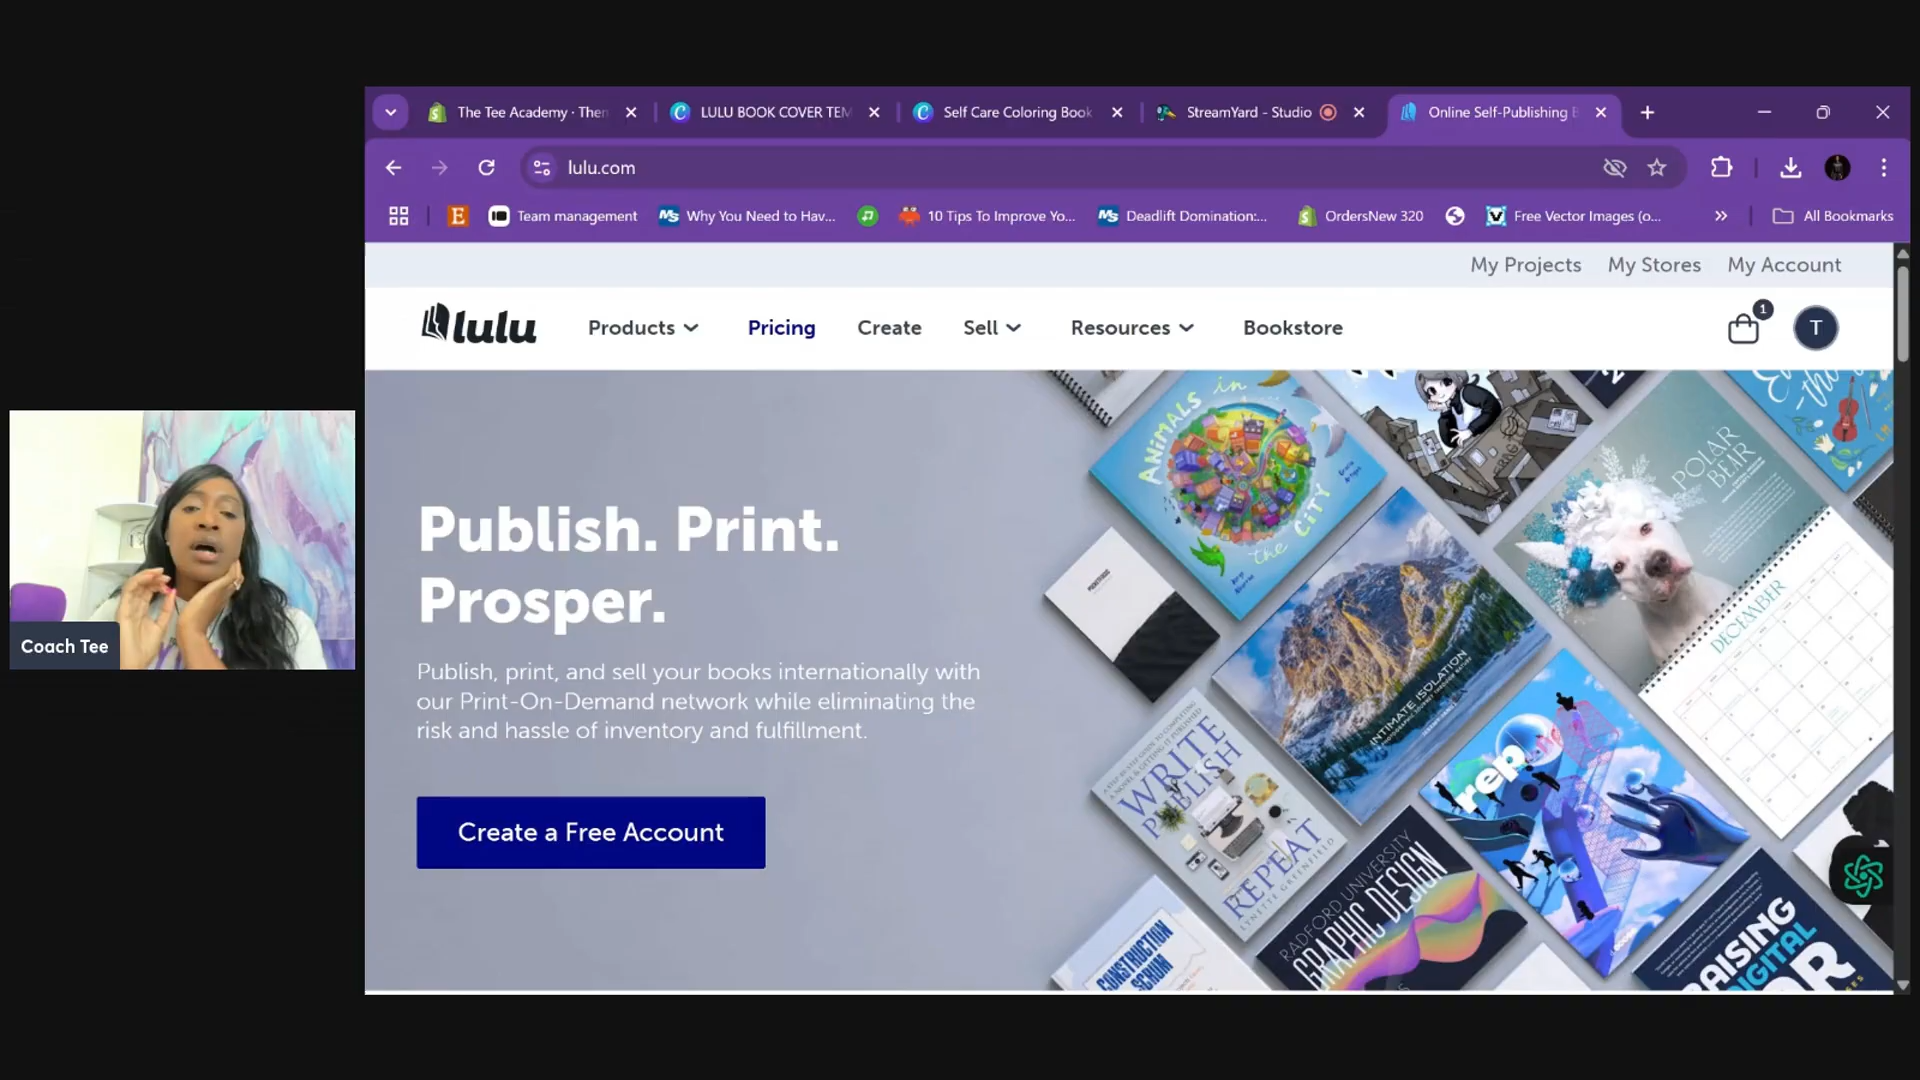 The Tee Academy · Then
LULU BOOK COVER TEM
Self Care Coloring Book
StreamYard - Studio
Online Self-Publishing B
lulu.com
Team management
Why You Need to Hav...
10 Tips To Improve Yo...
Deadlift Domination:...
OrdersNew 320
Free Vector Images (o...
All Bookmarks
My Projects
My Stores
My Account
lulu
Products
Pricing
Create
Sell
Resources
Bookstore
1
T
Publish. Print.
Prosper.
Publish, print, and sell your books internationally with
our Print-On-Demand network while eliminating the
risk and hassle of inventory and fulfillment.
Create a Free Account
Coach Tee
ANIMALS in
the CITY
POLAR
BEAR
DECEMBER
INTIMATE ISOLATION
WRITE
PUBLISH
REPEAT
LYNETTE GREENFIELD
rep
RADFORD UNIVERSITY
GRAPHIC DESIGN
CONSTRUCTION
SCRUM
AISING
DIGITAL